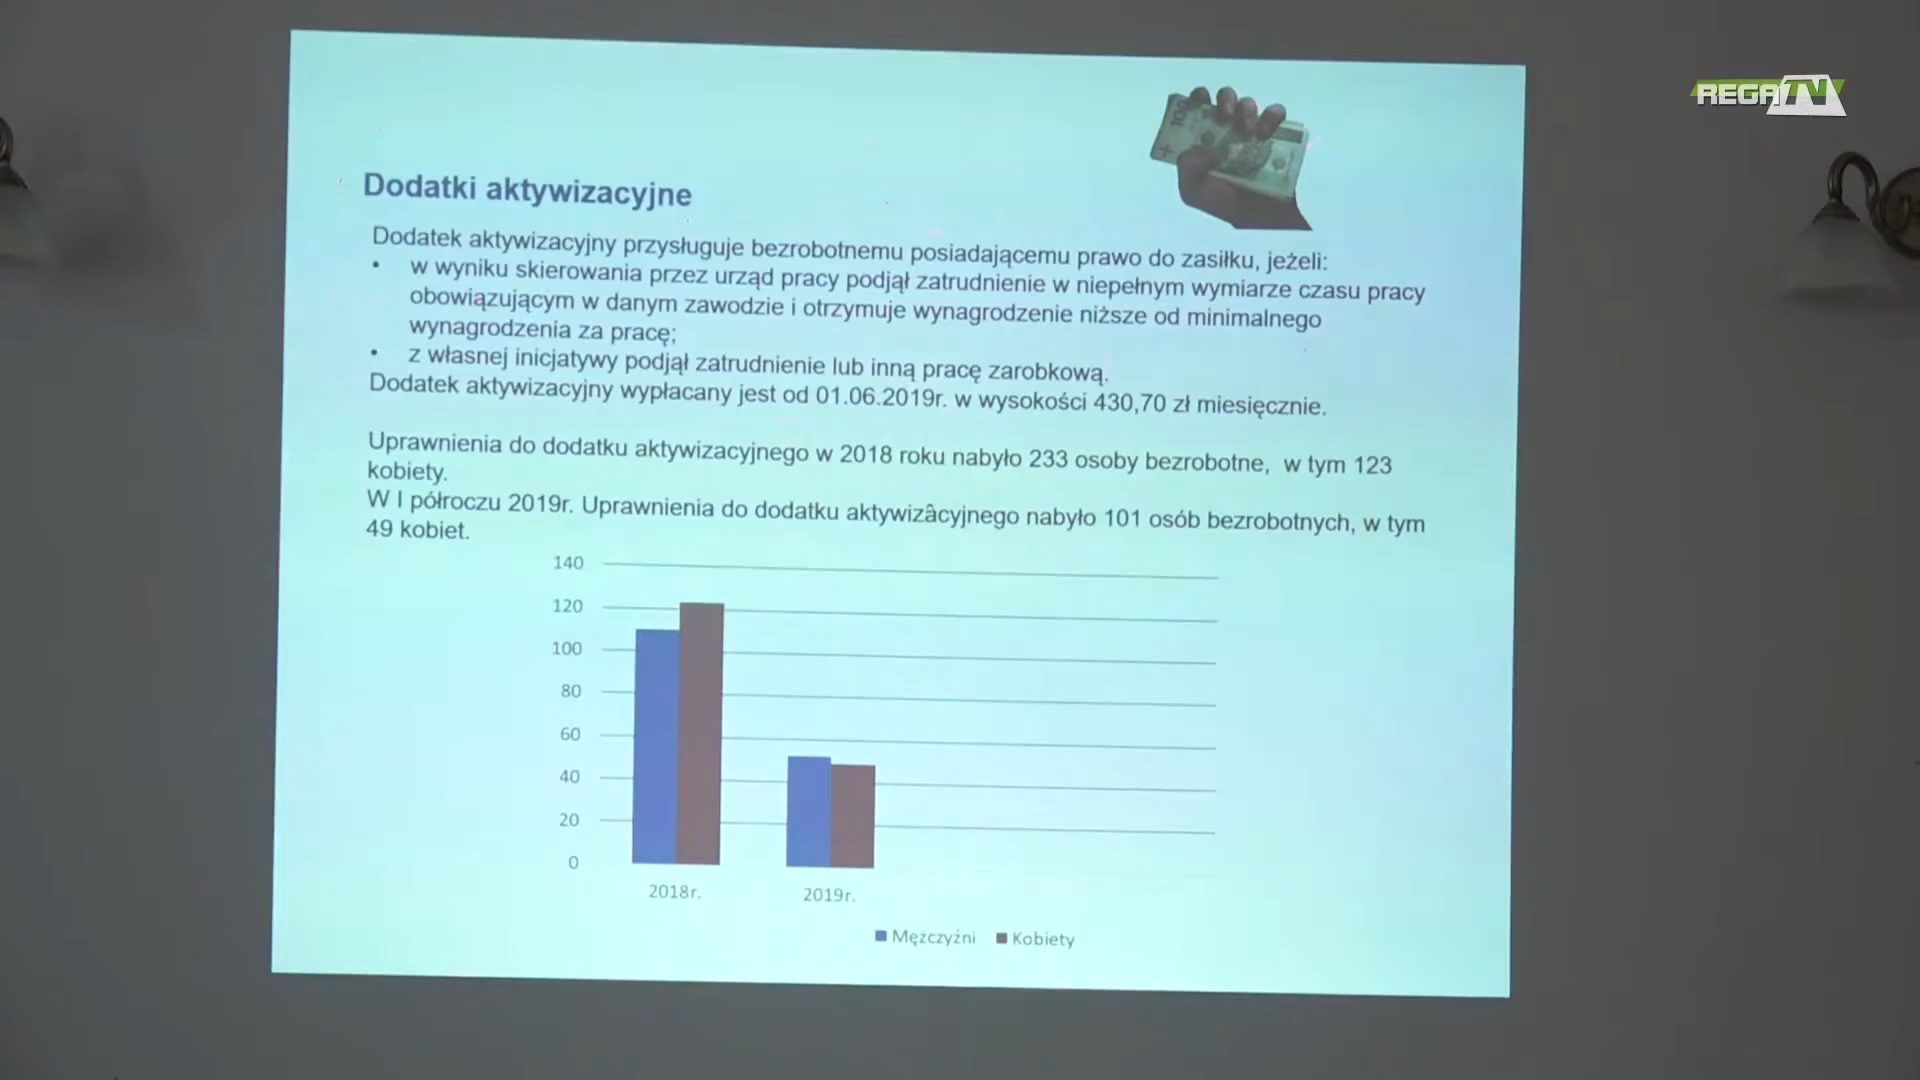 REGA TV
100
Dodatki aktywizacyjne
Dodatek aktywizacyjny przysługuje bezrobotnemu posiadającemu prawo do zasiłku, jeżeli:
• w wyniku skierowania przez urząd pracy podjął zatrudnienie w niepełnym wymiarze czasu pracy
obowiązującym w danym zawodzie i otrzymuje wynagrodzenie niższe od minimalnego
wynagrodzenia za pracę;
• z własnej inicjatywy podjął zatrudnienie lub inną pracę zarobkową.
Dodatek aktywizacyjny wypłacany jest od 01.06.2019r. w wysokości 430,70 zł miesięcznie.
Uprawnienia do dodatku aktywizacyjnego w 2018 roku nabyło 233 osoby bezrobotne, w tym 123
kobiety.
W I półroczu 2019r. Uprawnienia do dodatku aktywizâcyjnego nabyło 101 osób bezrobotnych, w tym
49 kobiet.
140
120
100
80
60
40
20
0
2018r. 2019r.
Mężczyźni Kobiety